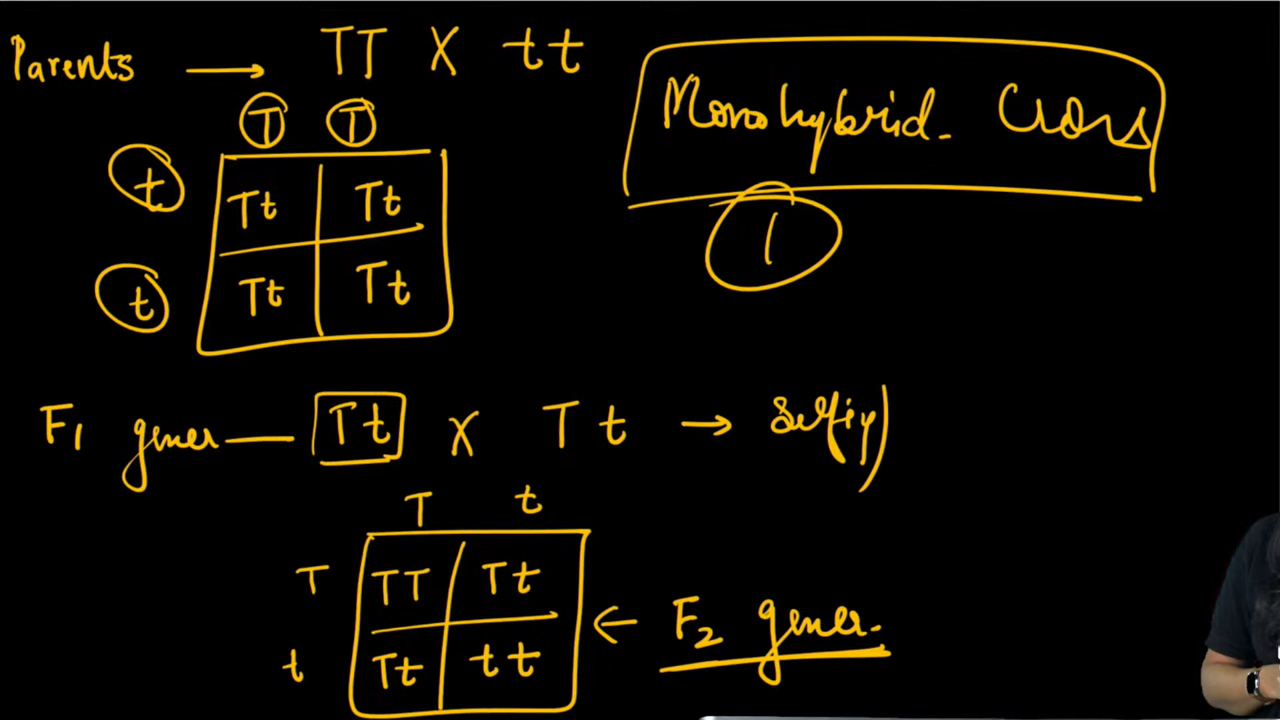 Parents → TT X tt
Monohybrid Cross
1
T T
t Tt Tt
t Tt Tt
F1 gener — Tt X Tt → Selfing
T t
T TT Tt
t Tt tt
← F2 gener.